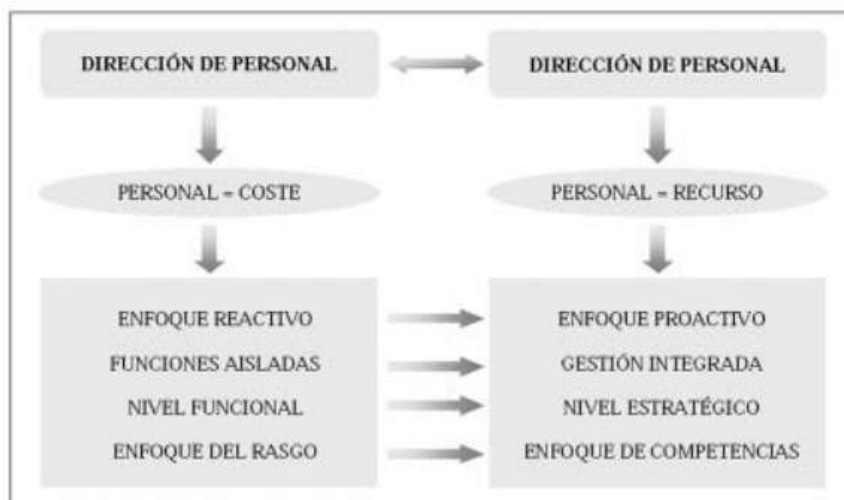 DIRECCIÓN DE PERSONAL
DIRECCIÓN DE PERSONAL
PERSONAL = COSTE
PERSONAL = RECURSO
ENFOQUE REACTIVO
ENFOQUE PROACTIVO
FUNCIONES AISLADAS
GESTIÓN INTEGRADA
NIVEL FUNCIONAL
NIVEL ESTRATÉGICO
ENFOQUE DEL RASGO
ENFOQUE DE COMPETENCIAS